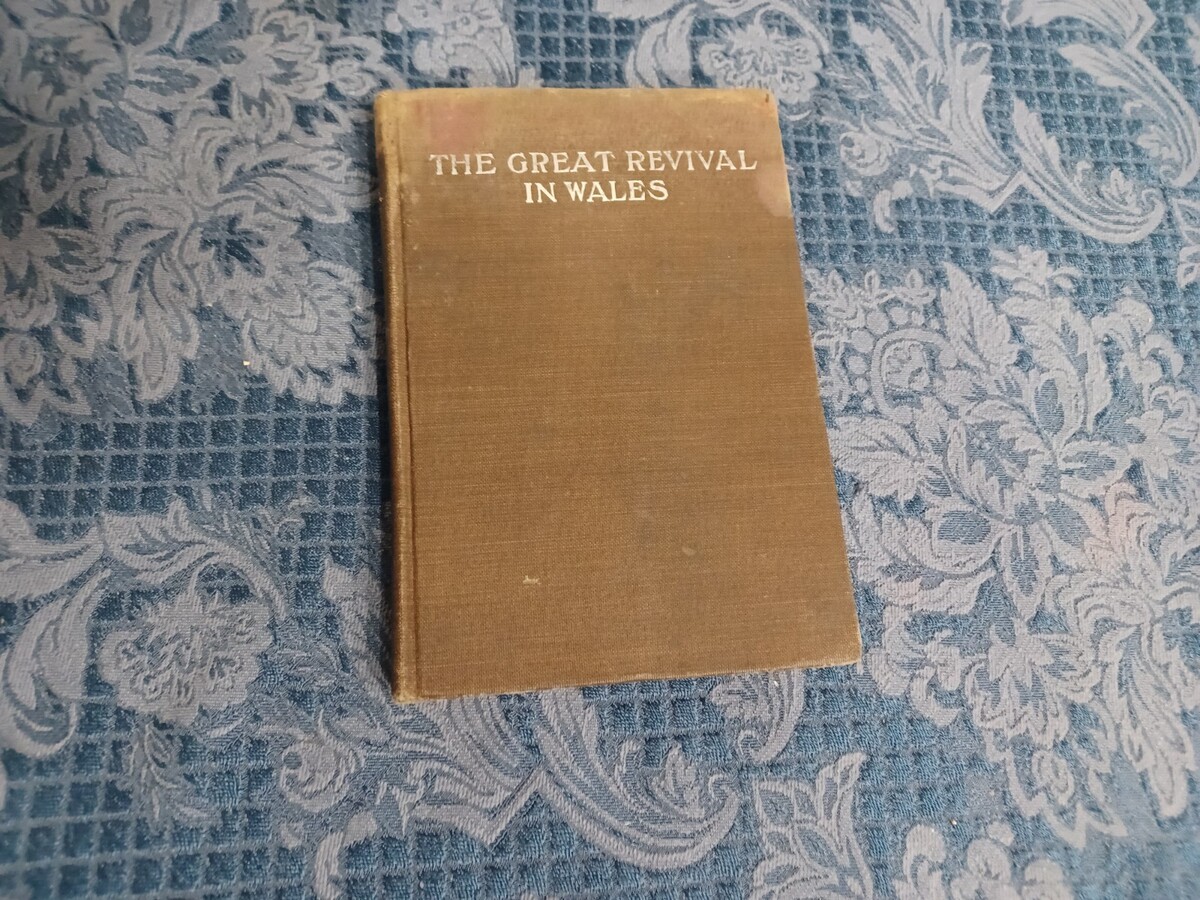 THE GREAT REVIVAL
IN WALES